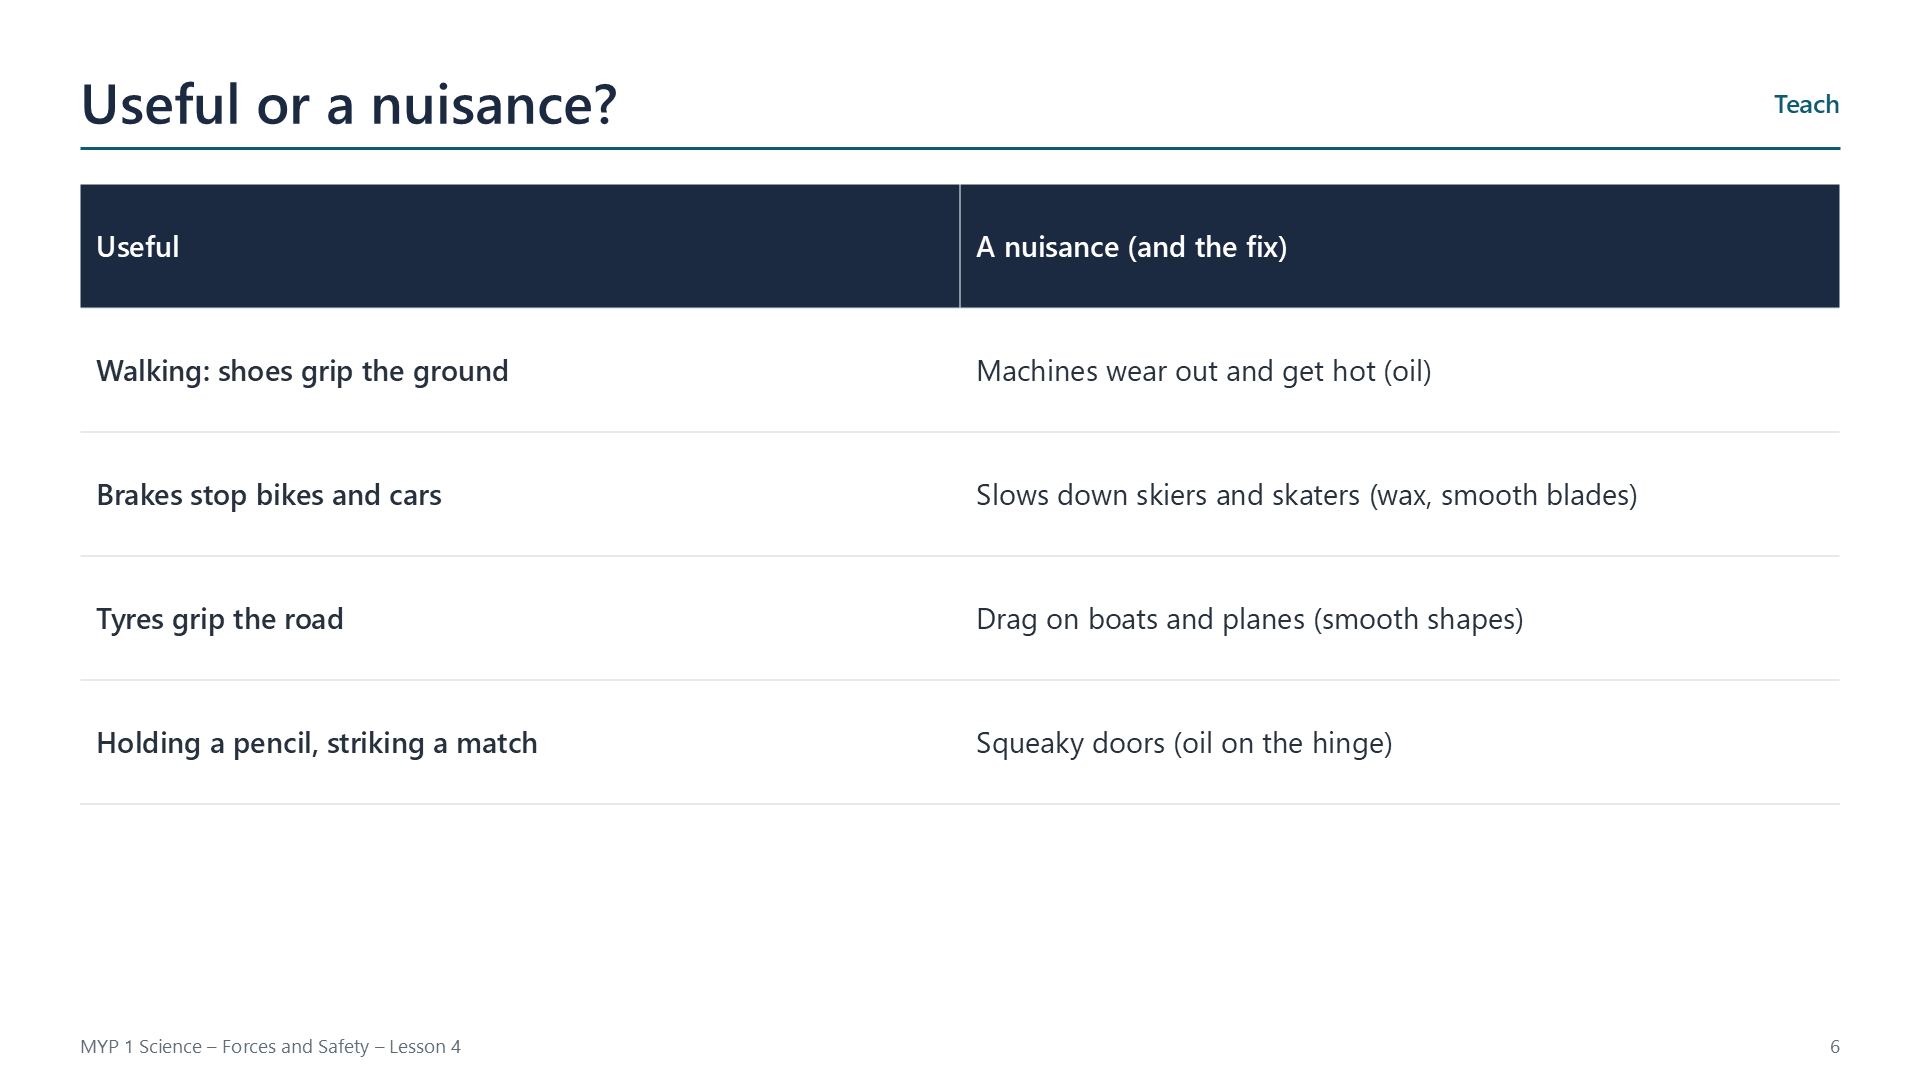 Useful or a nuisance?
Teach
Useful
A nuisance (and the fix)
Walking: shoes grip the ground
Machines wear out and get hot (oil)
Brakes stop bikes and cars
Slows down skiers and skaters (wax, smooth blades)
Tyres grip the road
Drag on boats and planes (smooth shapes)
Holding a pencil, striking a match
Squeaky doors (oil on the hinge)
MYP 1 Science – Forces and Safety – Lesson 4
6